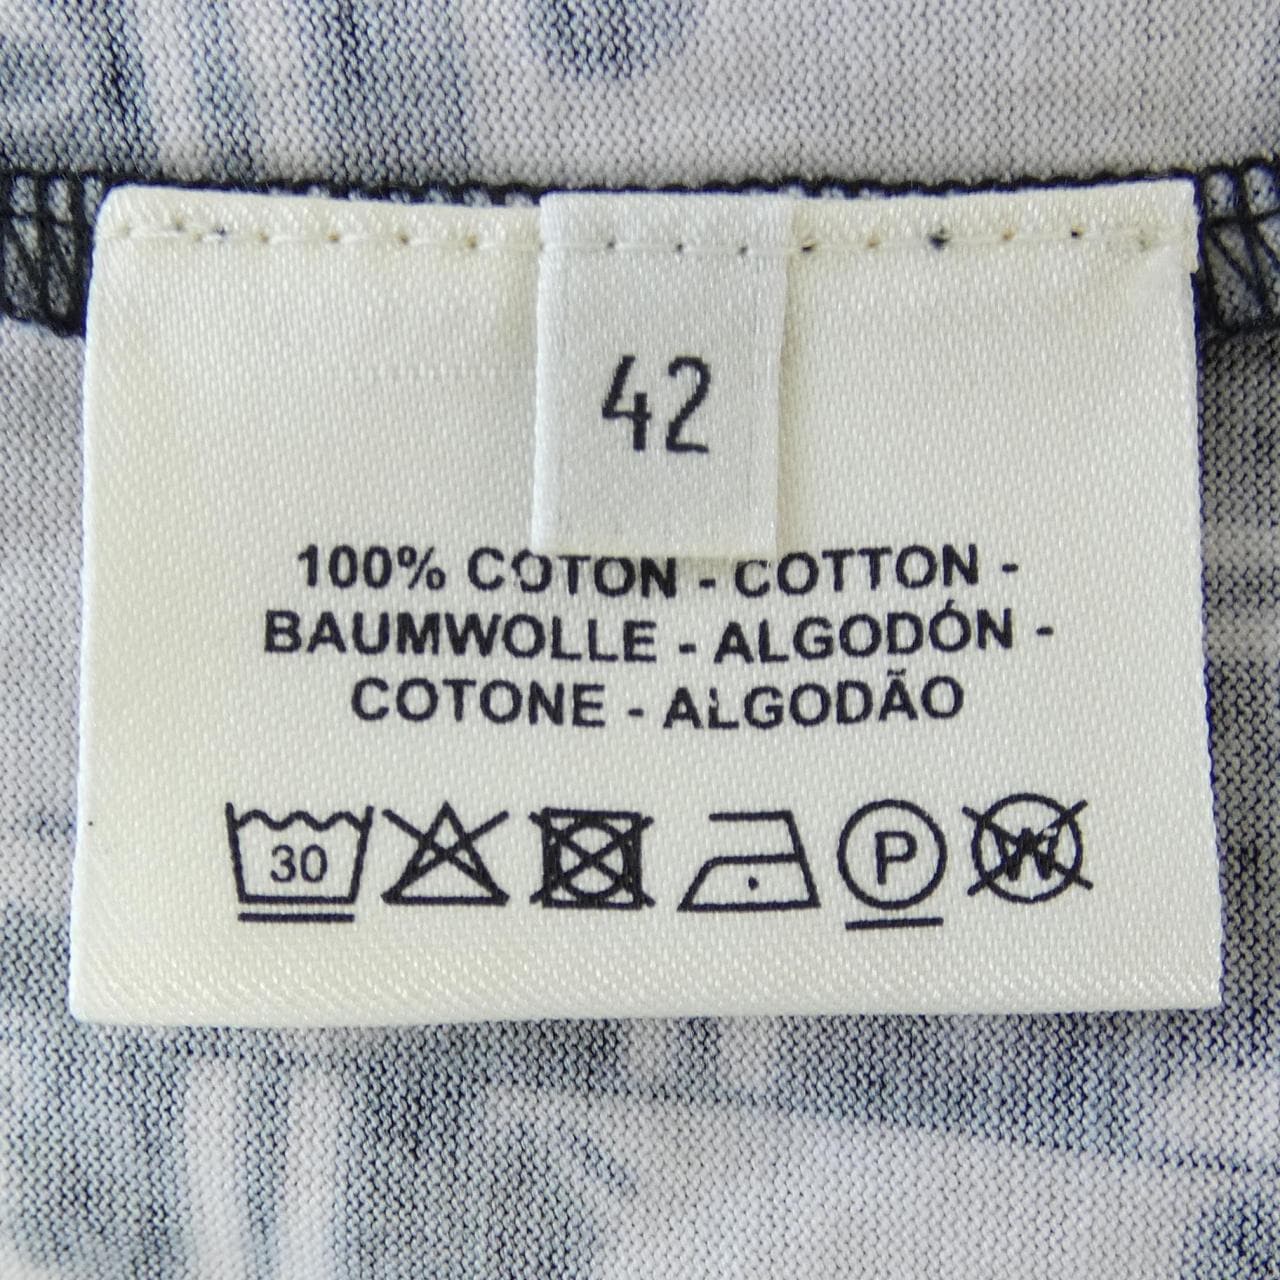 42
100% COTON - COTTON -
BAUMWOLLE - ALGODÓN -
COTONE - ALGODÃO
30
P
W